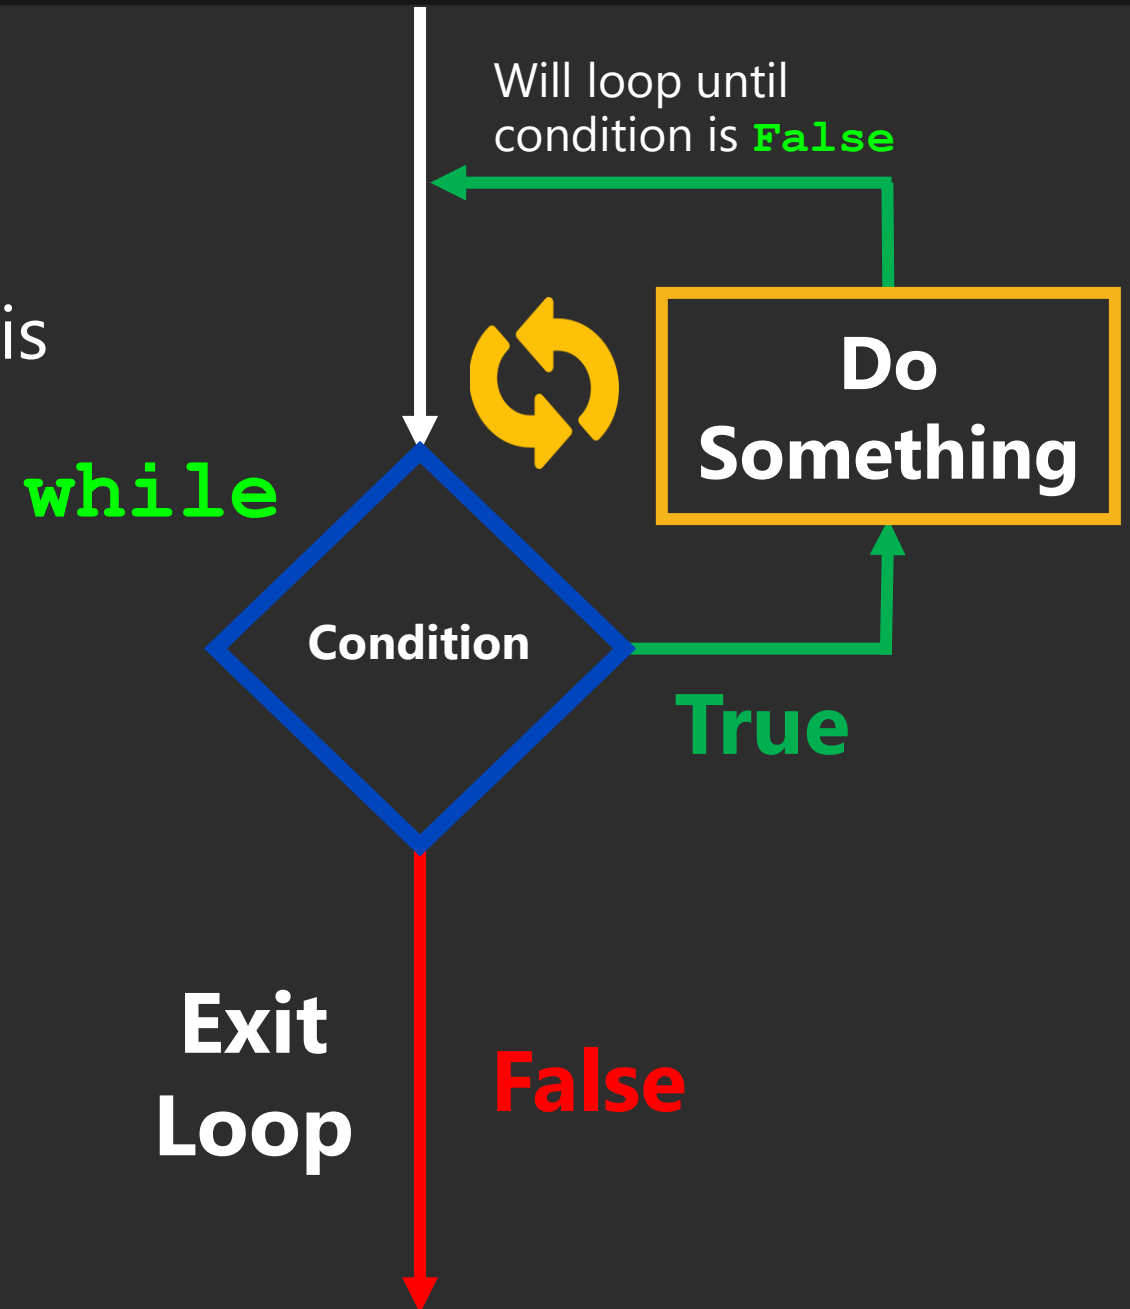 Will loop until
condition is False
is
Do
Something
while
Condition
True
Exit
Loop
False